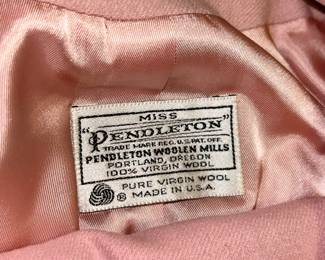 MISS
"PENDLETON"
TRADE MARK REG. U.S. PAT. OFF.
PENDLETON WOOLEN MILLS
PORTLAND, OREGON
100% VIRGIN WOOL
PURE VIRGIN WOOL
® MADE IN U.S.A.